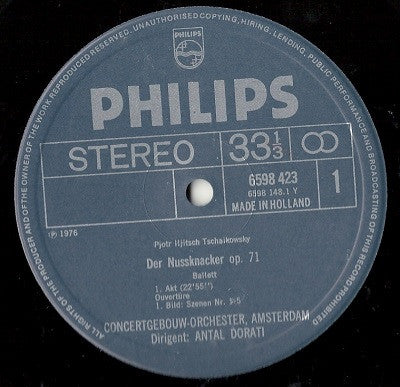 ALL RIGHTS OF THE PRODUCER AND OF THE OWNER OF THE WORK REPRODUCED RESERVED. UNAUTHORISED COPYING, HIRING, LENDING, PUBLIC PERFORMANCE AND BROADCASTING OF THIS RECORD PROHIBITED
PHILIPS
PHILIPS
STEREO 33 1/3
6598 423
6598 148.1 Y
MADE IN HOLLAND
1
Ⓟ 1976
Pjotr Iljitsch Tschaikowsky
Der Nussknacker op. 71
Ballett
1. Akt (22'55")
Ouvertüre
1. Bild: Szenen Nr. 1-5
CONCERTGEBOUW-ORCHESTER, AMSTERDAM
Dirigent: ANTAL DORATI